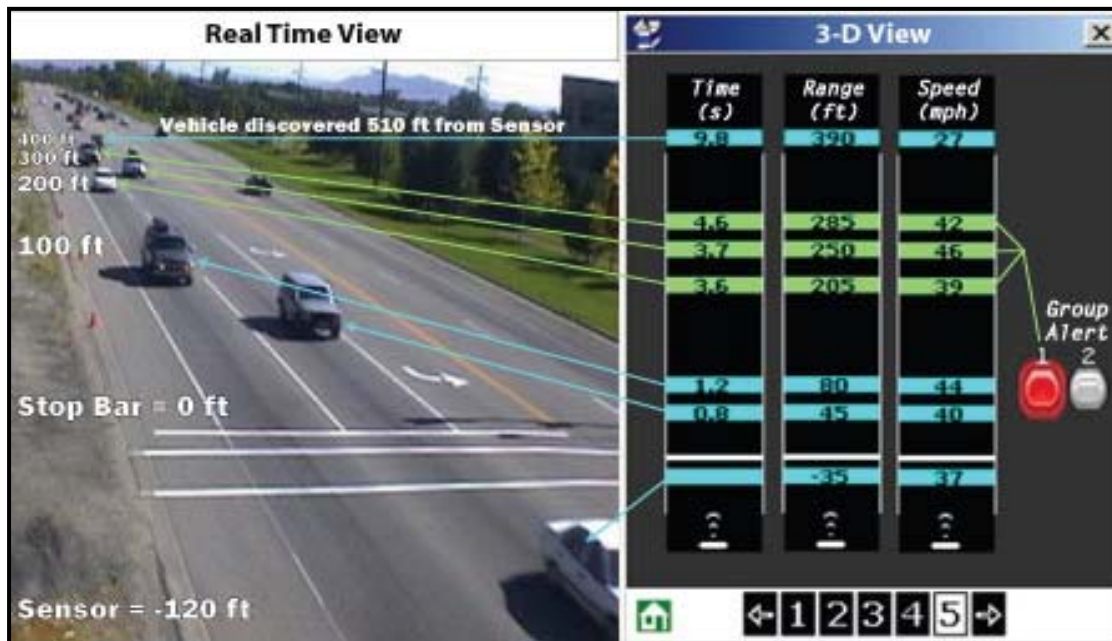 Real Time View
Vehicle discovered 510 ft from Sensor
400 ft
300 ft
200 ft
100 ft
Stop Bar = 0 ft
Sensor = -120 ft
3-D View
Time (s) Range (ft) Speed (mph)
9.8 390 27
4.6 285 42
3.7 250 46
3.6 205 39
Group
Alert
1 2
1.2 80 44
0.8 45 40
-35 37
1 2 3 4 5